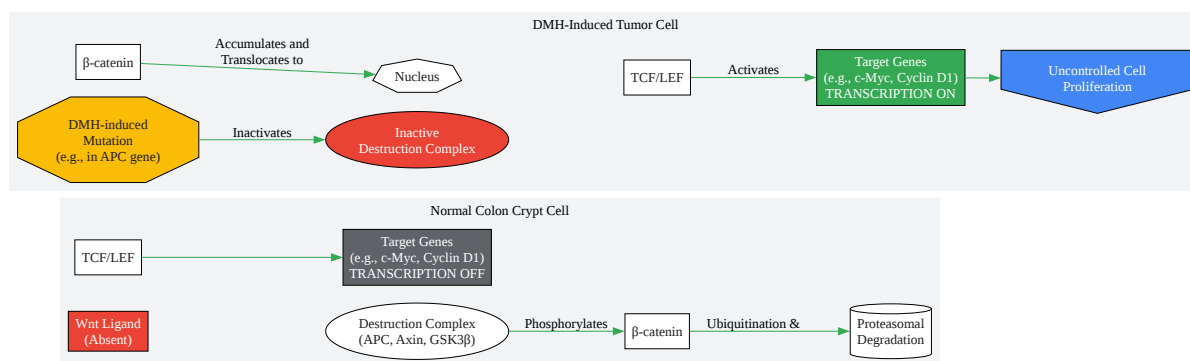 DMH-Induced Tumor Cell
β-catenin
Accumulates and
Translocates to
Nucleus
TCF/LEF
Activates
Target Genes
(e.g., c-Myc, Cyclin D1)
TRANSCRIPTION ON
Uncontrolled Cell
Proliferation
DMH-induced
Mutation
(e.g., in APC gene)
Inactivates
Inactive
Destruction Complex
Normal Colon Crypt Cell
TCF/LEF
Target Genes
(e.g., c-Myc, Cyclin D1)
TRANSCRIPTION OFF
Wnt Ligand
(Absent)
Destruction Complex
(APC, Axin, GSK3β)
Phosphorylates
β-catenin
Ubiquitination &
Proteasomal
Degradation